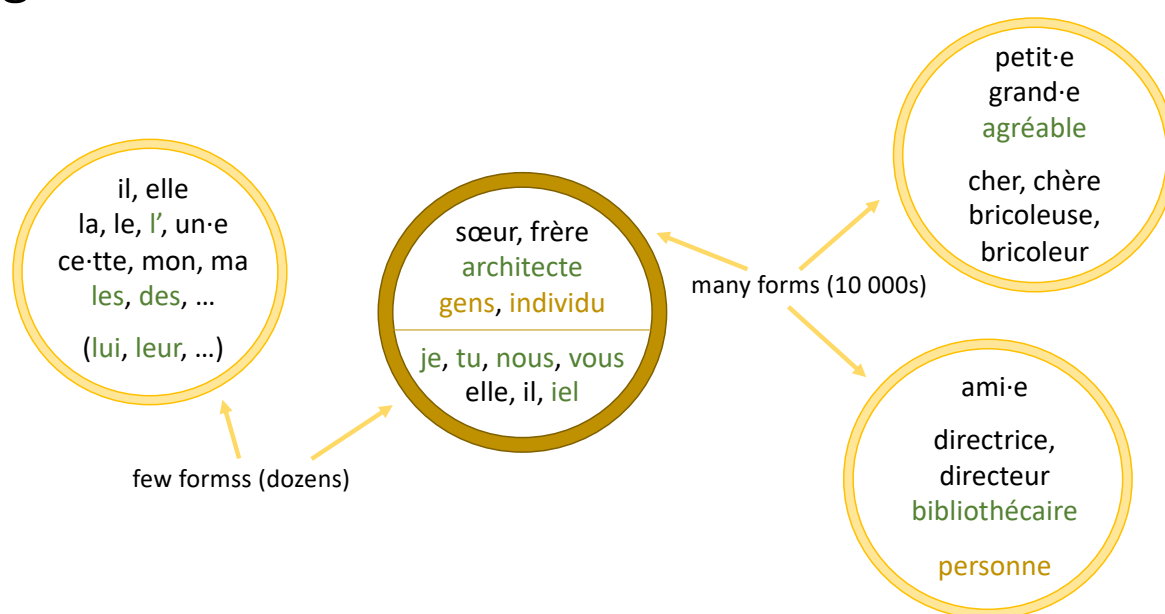 il, elle
la, le, l’, un·e
ce·tte, mon, ma
les, des, ...
(lui, leur, ...)
few formss (dozens)
sœur, frère
architecte
gens, individu
je, tu, nous, vous
elle, il, iel
many forms (10 000s)
petit·e
grand·e
agréable
cher, chère
bricoleuse,
bricoleur
ami·e
directrice,
directeur
bibliothécaire
personne